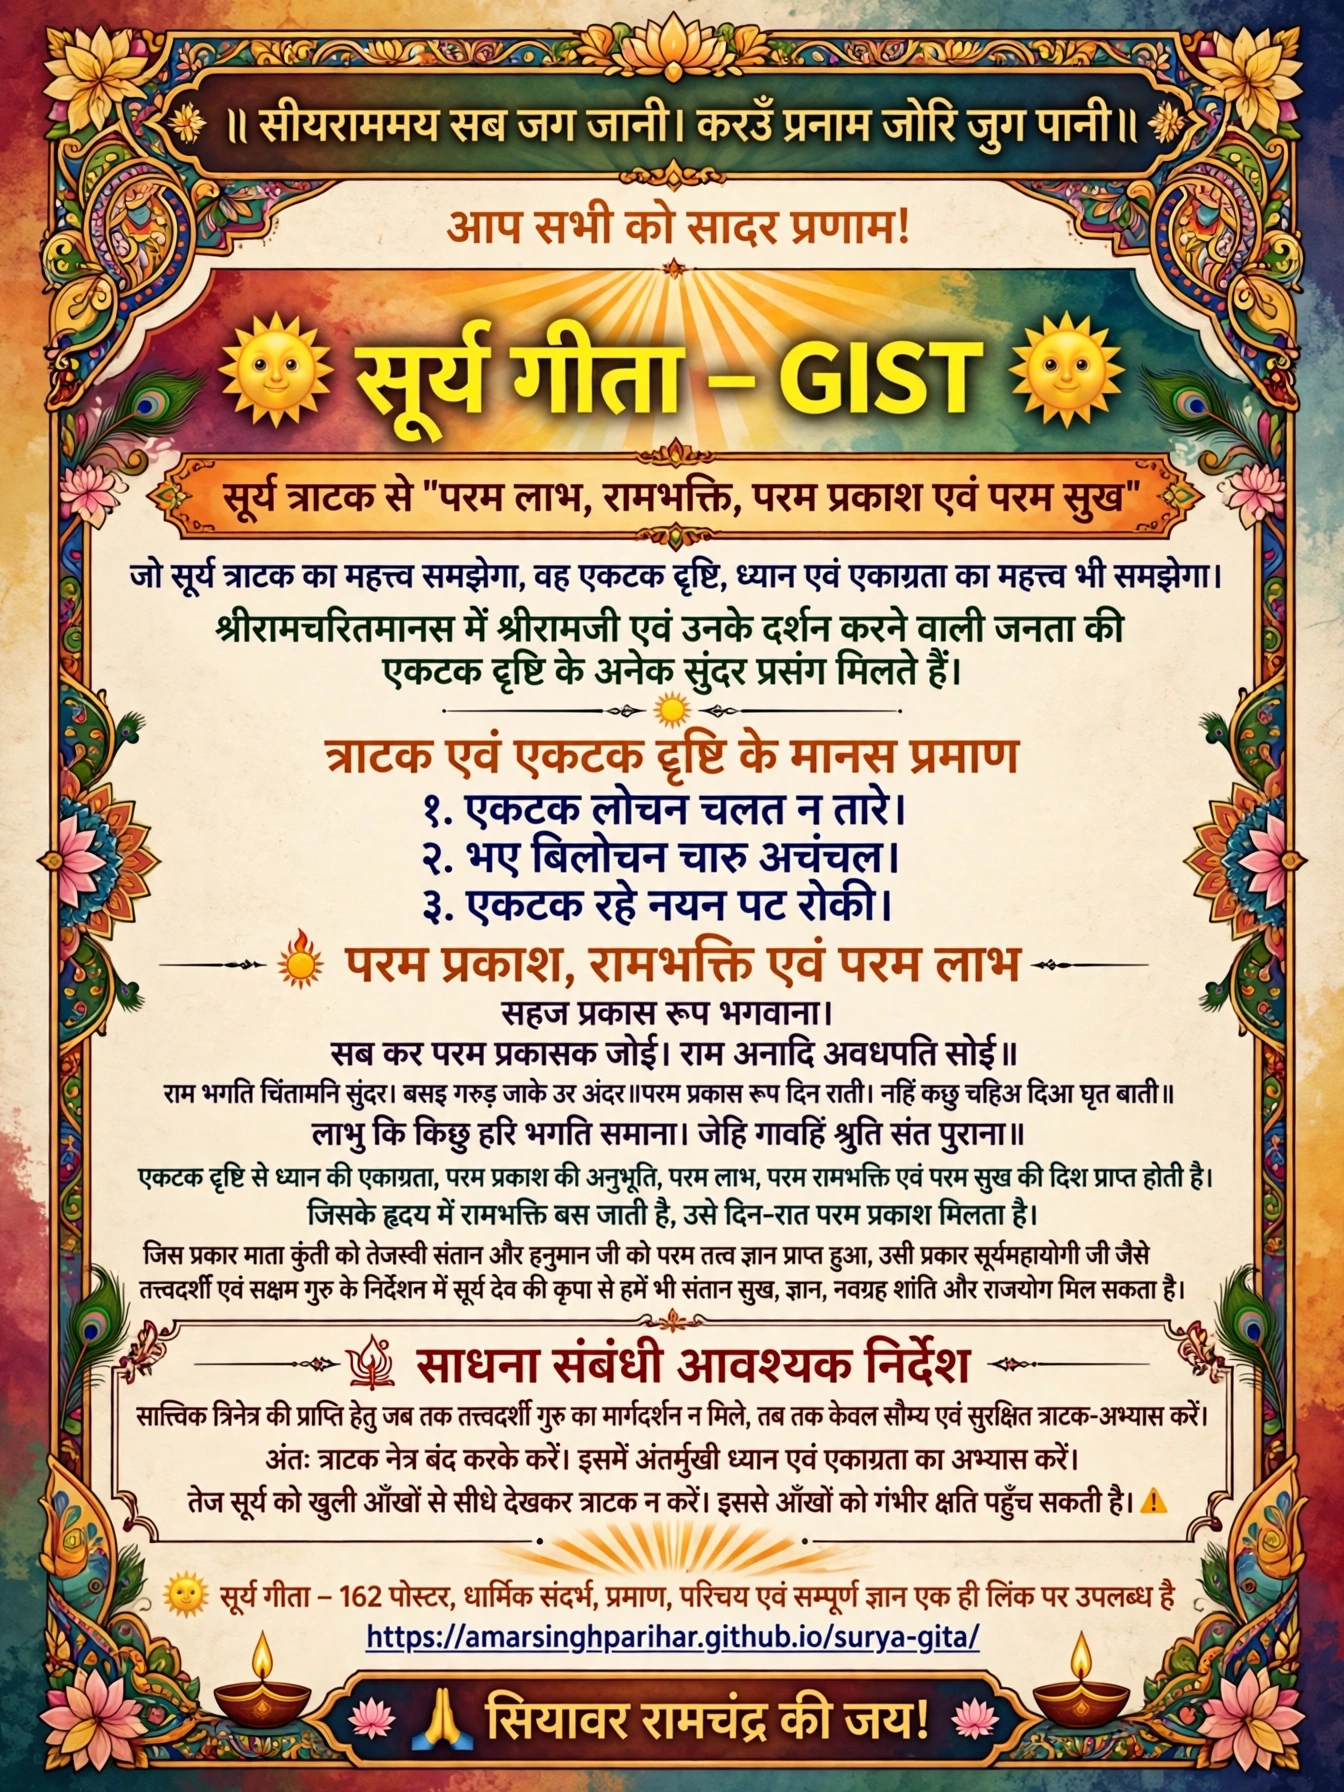 ॥ सीयराममय सब जग जानी। करउँ प्रनाम जोरि जुग पानी॥
आप सभी को सादर प्रणाम!
सूर्य गीता – GIST
सूर्य त्राटक से "परम लाभ, रामभक्ति, परम प्रकाश एवं परम सुख"
जो सूर्य त्राटक का महत्त्व समझेगा, वह एकटक दृष्टि, ध्यान एवं एकाग्रता का महत्त्व भी समझेगा।
श्रीरामचरितमानस में श्रीरामजी एवं उनके दर्शन करने वाली जनता की
एकटक दृष्टि के अनेक सुंदर प्रसंग मिलते हैं।
त्राटक एवं एकटक दृष्टि के मानस प्रमाण
१. एकटक लोचन चलत न तारे।
२. भए बिलोचन चारु अचंचल।
३. एकटक रहे नयन पट रोकी।
परम प्रकाश, रामभक्ति एवं परम लाभ
सहज प्रकास रूप भगवाना।
सब कर परम प्रकासक जोई। राम अनादि अवधपति सोई॥
राम भगति चिंतामनि सुंदर। बसइ गरुड़ जाके उर अंदर॥परम प्रकास रूप दिन राती। नहिं कछु चहिअ दिआ घृत बाती॥
लाभु कि किछु हरि भगति समाना। जेहि गावहिं श्रुति संत पुराना॥
एकटक दृष्टि से ध्यान की एकाग्रता, परम प्रकाश की अनुभूति, परम लाभ, परम रामभक्ति एवं परम सुख की दिश प्राप्त होती है।
जिसके हृदय में रामभक्ति बस जाती है, उसे दिन-रात परम प्रकाश मिलता है।
जिस प्रकार माता कुंती को तेजस्वी संतान और हनुमान जी को परम तत्व ज्ञान प्राप्त हुआ, उसी प्रकार सूर्यमहायोगी जी जैसे
तत्त्वदर्शी एवं सक्षम गुरु के निर्देशन में सूर्य देव की कृपा से हमें भी संतान सुख, ज्ञान, नवग्रह शांति और राजयोग मिल सकता है।
साधना संबंधी आवश्यक निर्देश
सात्त्विक त्रिनेत्र की प्राप्ति हेतु जब तक तत्त्वदर्शी गुरु का मार्गदर्शन न मिले, तब तक केवल सौम्य एवं सुरक्षित त्राटक-अभ्यास करें।
अंतः त्राटक नेत्र बंद करके करें। इसमें अंतर्मुखी ध्यान एवं एकाग्रता का अभ्यास करें।
तेज सूर्य को खुली आँखों से सीधे देखकर त्राटक न करें। इससे आँखों को गंभीर क्षति पहुँच सकती है।
सूर्य गीता – 162 पोस्टर, धार्मिक संदर्भ, प्रमाण, परिचय एवं सम्पूर्ण ज्ञान एक ही लिंक पर उपलब्ध है
https://amarsinghparihar.github.io/surya-gita/
सियावर रामचंद्र की जय!